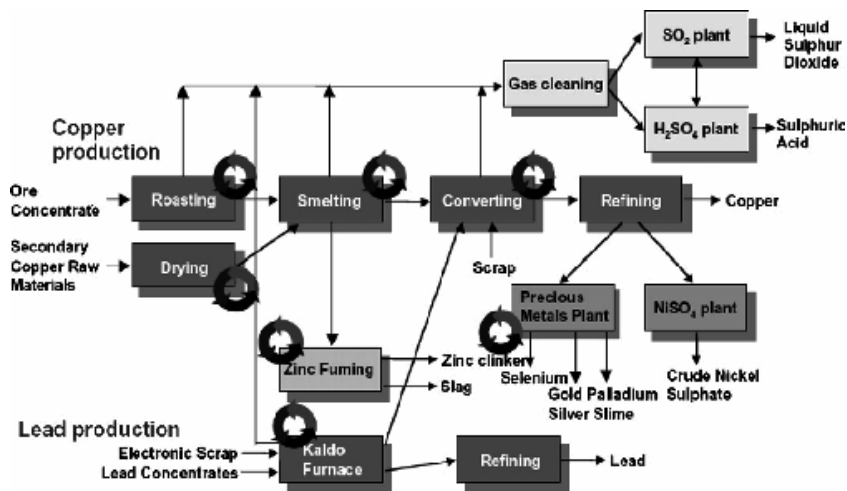 SO2 plant
Liquid
Sulphur
Dioxide
Gas cleaning
H2SO4 plant
Sulphuric
Acid
Copper
production
Ore
Concentrate
Roasting
Smelting
Converting
Refining
Copper
Secondary
Copper Raw
Materials
Drying
Scrap
Precious
Metals Plant
NiSO4 plant
Zinc Fuming
Zinc clinker
Slag
Selenium
Gold Palladium
Silver Slime
Crude Nickel
Sulphate
Lead production
Electronic Scrap
Lead Concentrates
Kaldo
Furnace
Refining
Lead